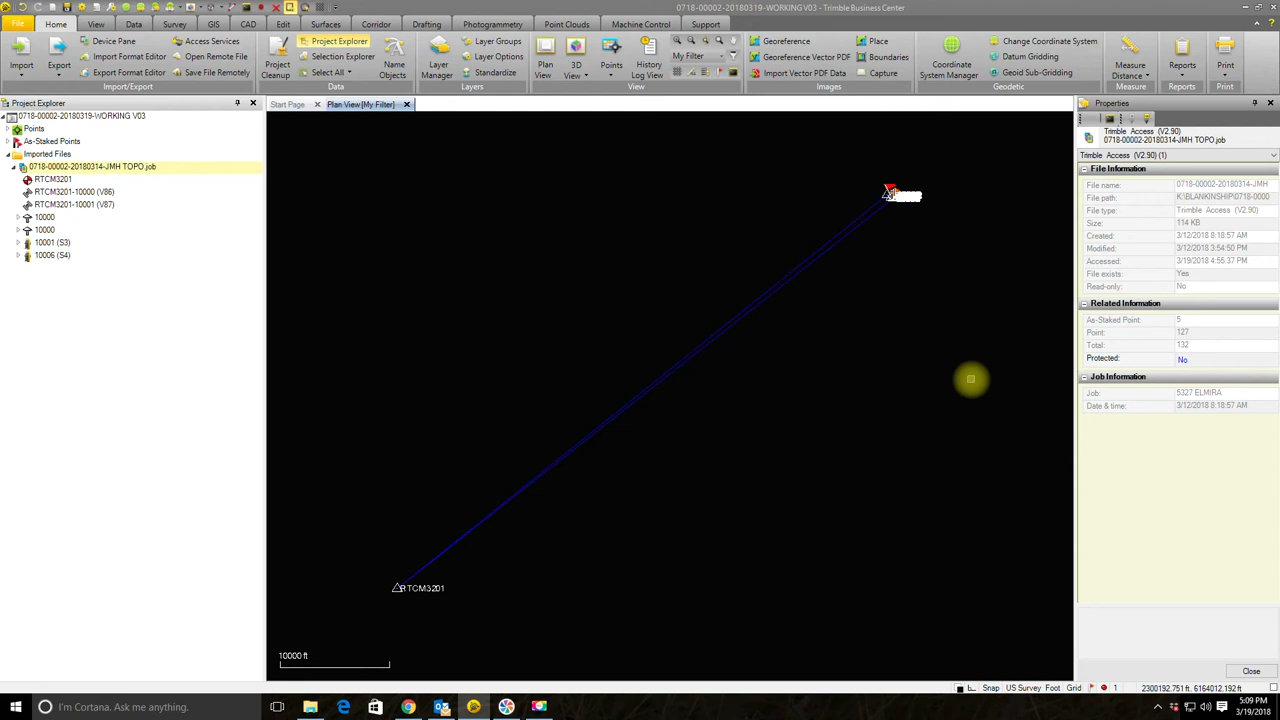 0718-00002-20180319-WORKING V03 - Trimble Business Center
File Home View Data Survey GIS CAD Edit Surfaces Corridor Drafting Photogrammetry Point Clouds Machine Control Support
Import
Export
Device Pane
Import Format Editor
Export Format Editor
Access Services
Open Remote File
Save File Remotely
Import/Export
Project Cleanup
Project Explorer
Selection Explorer
Select All
Name Objects
Data
Layer Manager
Layer Groups
Layer Options
Standardize
Layers
Plan View
3D View
Points
History Log View
My Filter
View
Georeference
Georeference Vector PDF
Import Vector PDF Data
Place
Boundaries
Capture
Images
Coordinate System Manager
Change Coordinate System
Datum Gridding
Geoid Sub-Gridding
Geodetic
Measure Distance
Measure
Reports
Reports
Print
Print
Project Explorer
0718-00002-20180319-WORKING V03
Points
As-Staked Points
Imported Files
0718-00002-20180314-JMH TOPO.job
RTCM3201
RTCM3201-10000 (V86)
RTCM3201-10001 (V87)
10000
10000
10001 (S3)
10006 (S4)
Start Page
Plan View [My Filter]
RTCM3201
10000 ft
Properties
Trimble Access (V2.90)
0718-00002-20180314-JMH TOPO.job
Trimble Access (V2.90) (1)
File Information
File name: 0718-00002-20180314-JMH
File path: K:\BLANKINSHIP\0718-0000
File type: Trimble Access (V2.90)
Size: 114 KB
Created: 3/12/2018 8:18:57 AM
Modified: 3/12/2018 3:54:50 PM
Accessed: 3/19/2018 4:55:37 PM
File exists: Yes
Read-only: No
Related Information
As-Staked Point: 5
Point: 127
Total: 132
Protected: No
Job Information
Job: 5327 ELMIRA
Date & time: 3/12/2018 8:18:57 AM
Close
Snap US Survey Foot Grid 1 2300192.751 ft, 6164012.192 ft
I'm Cortana. Ask me anything.
5:09 PM
3/19/2018